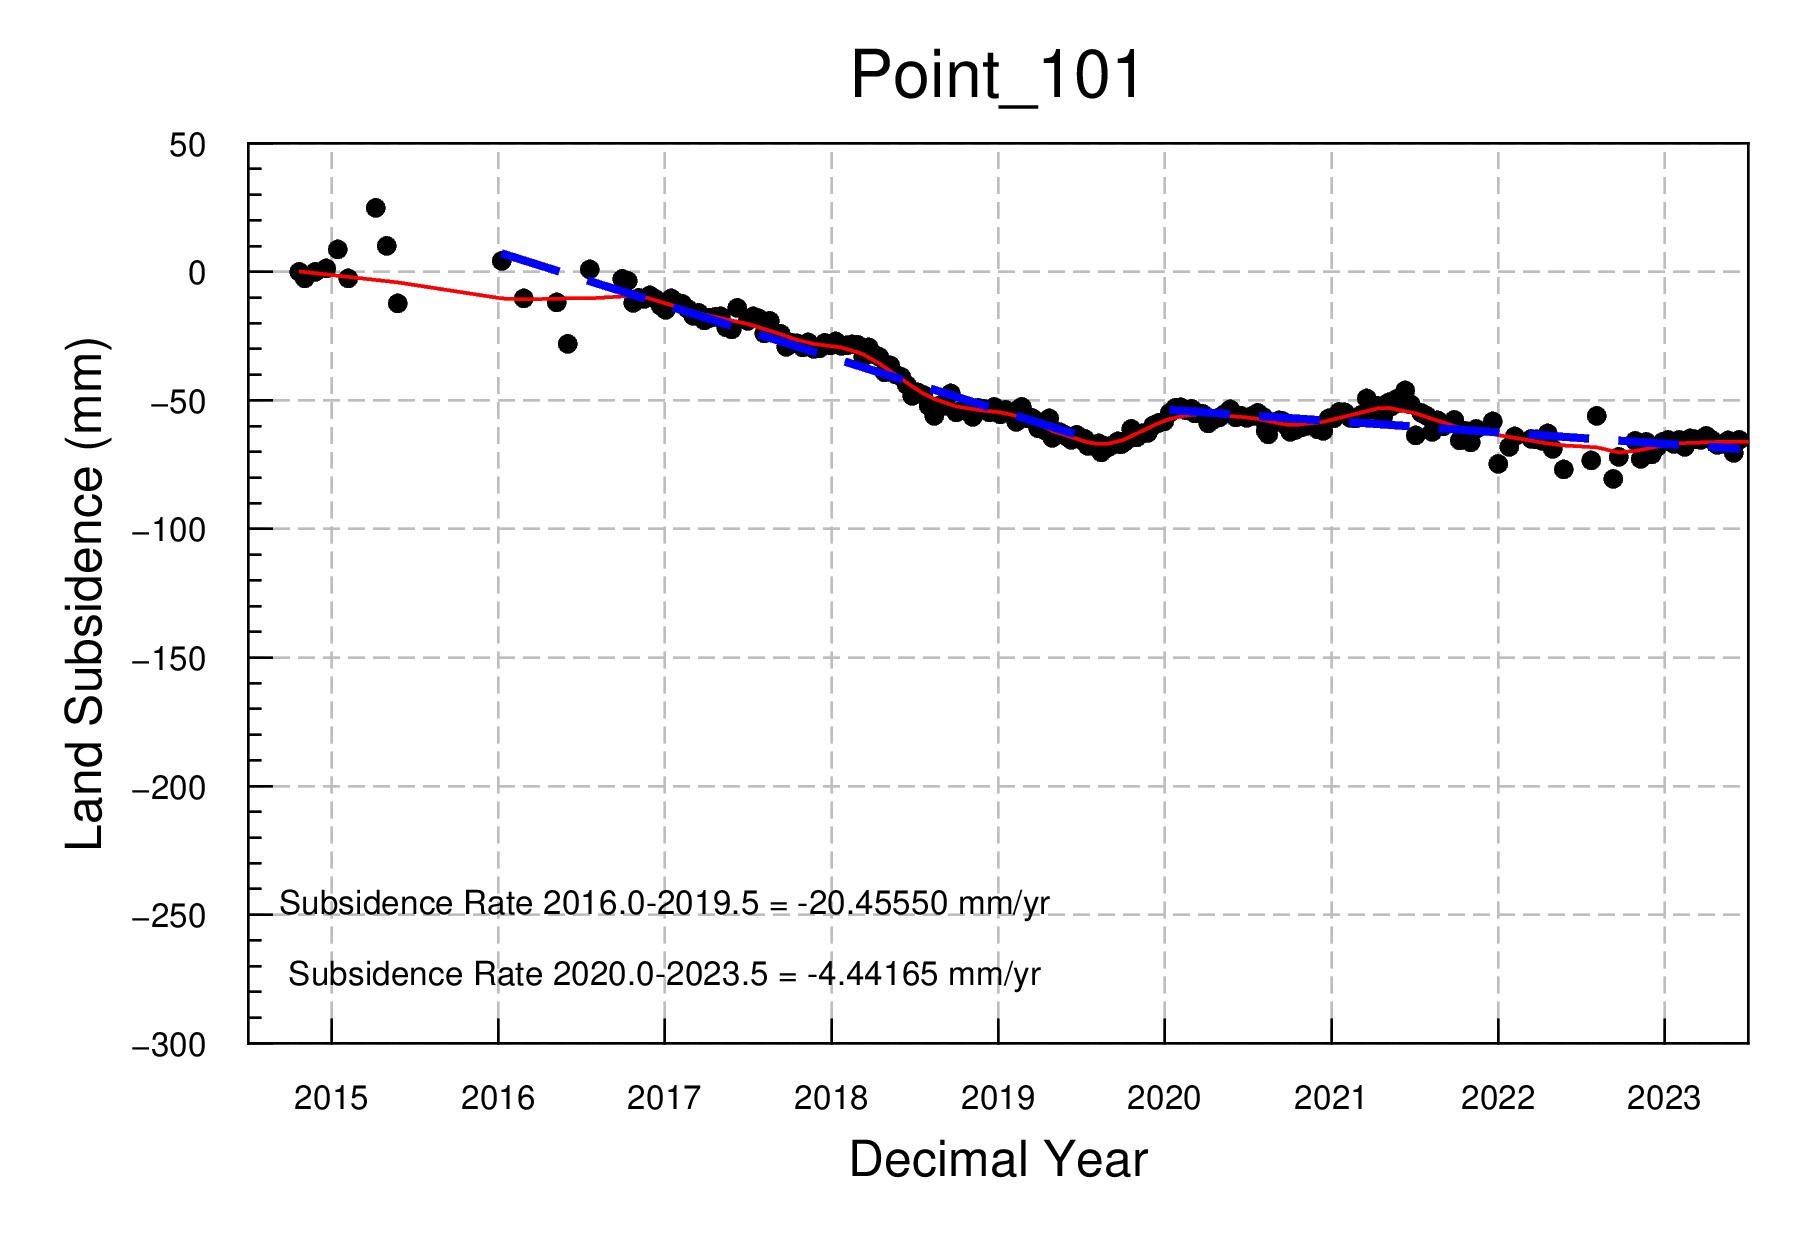 Point_101
50
0
−50
−100
−150
−200
−250
−300
Land Subsidence (mm)
Subsidence Rate 2016.0-2019.5 = -20.45550 mm/yr
Subsidence Rate 2020.0-2023.5 = -4.44165 mm/yr
2015 2016 2017 2018 2019 2020 2021 2022 2023
Decimal Year